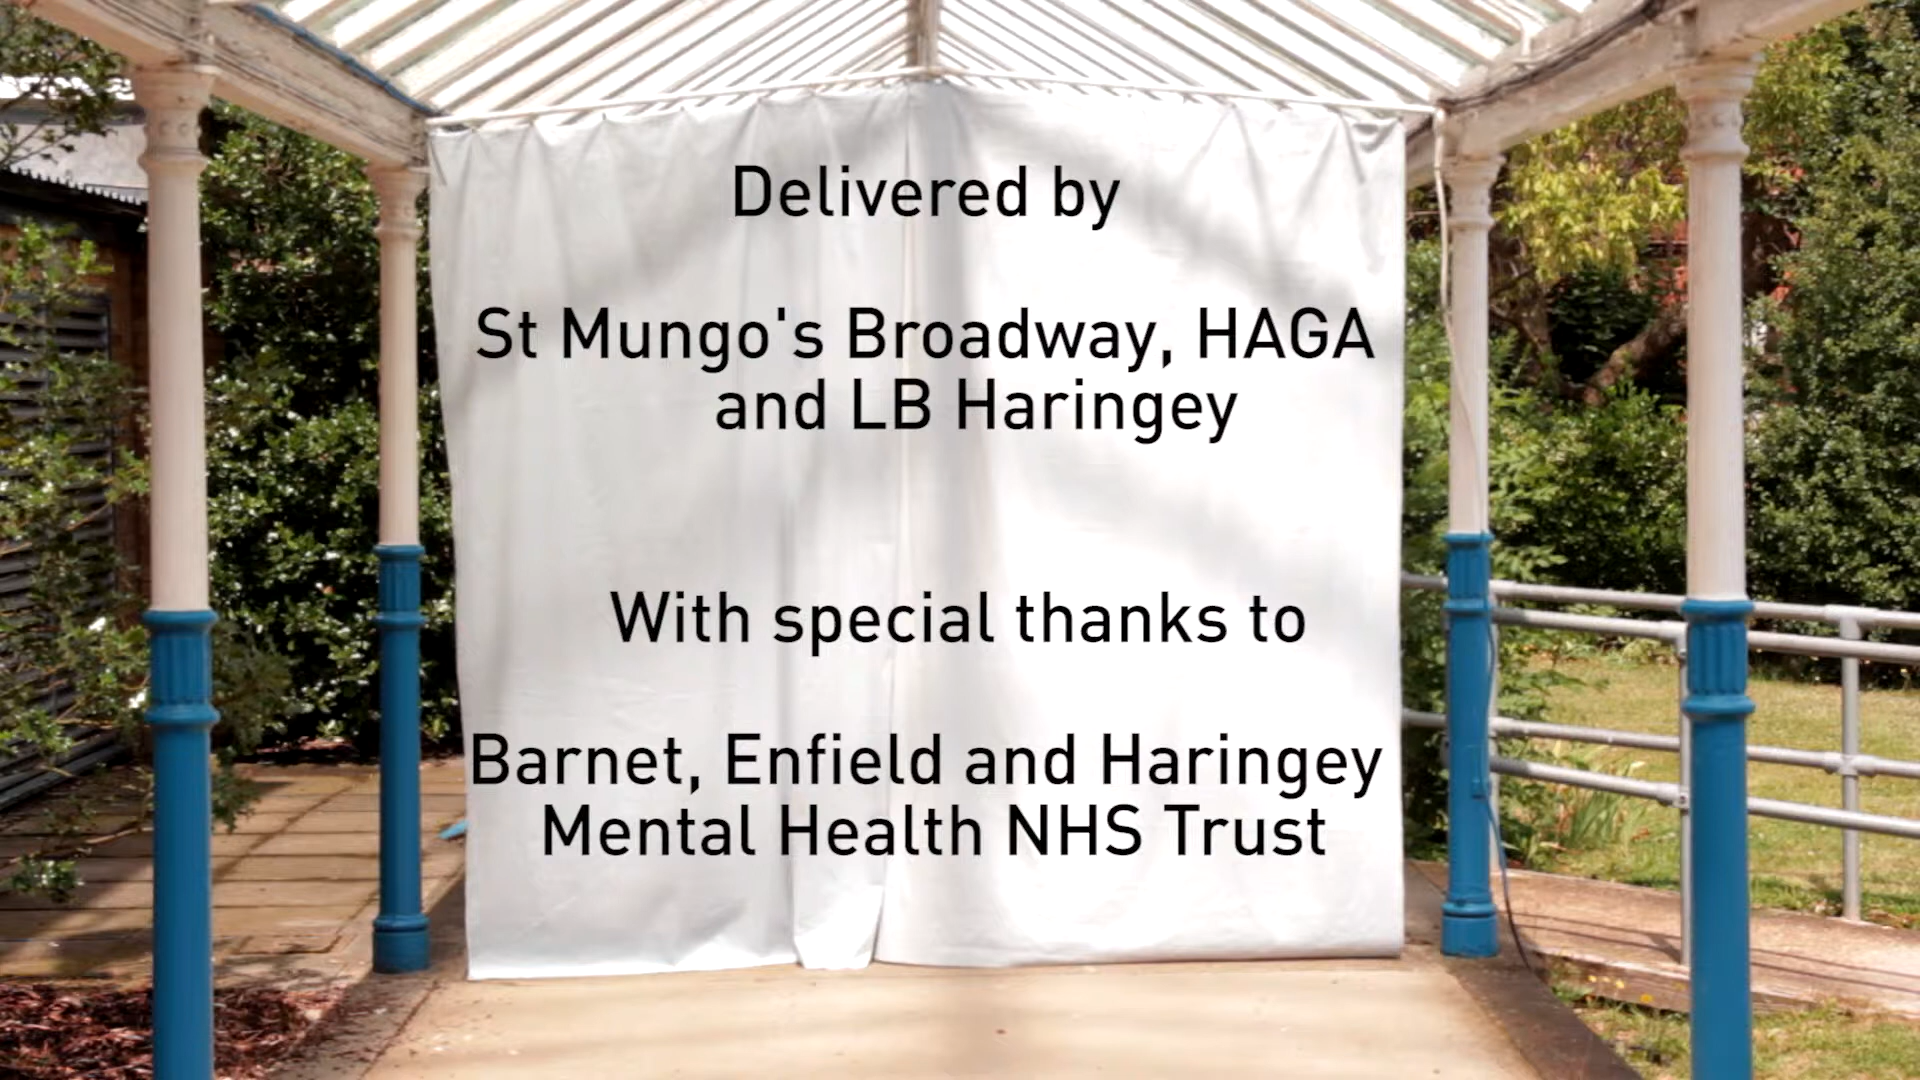 Delivered by
St Mungo's Broadway, HAGA
and LB Haringey
With special thanks to
Barnet, Enfield and Haringey
Mental Health NHS Trust